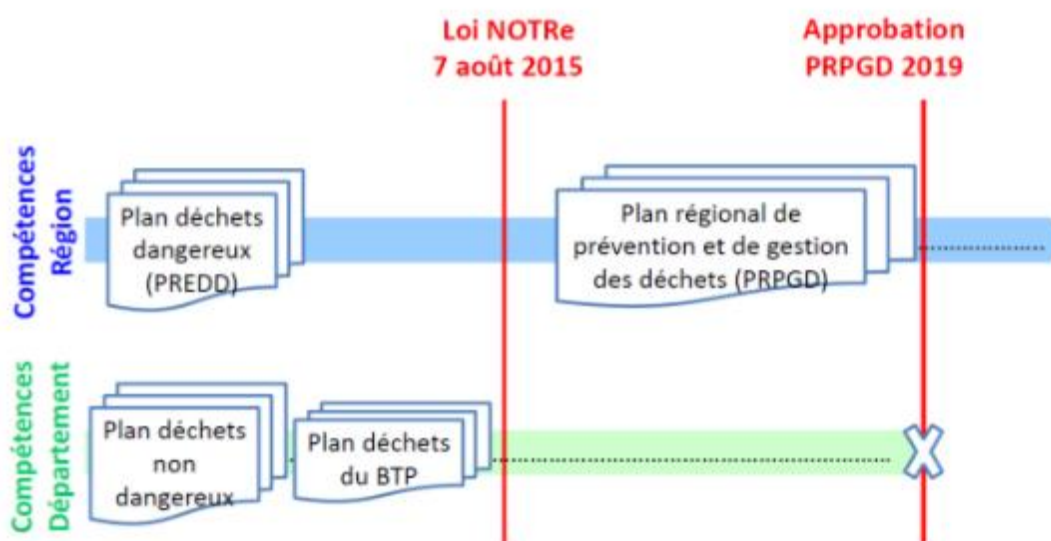 Loi NOTRe
7 août 2015
Approbation
PRPGD 2019
Compétences
Région
Plan déchets
dangereux
(PREDD)
Plan régional de
prévention et de gestion
des déchets (PRPGD)
Compétences
Département
Plan déchets
non
dangereux
Plan déchets
du BTP